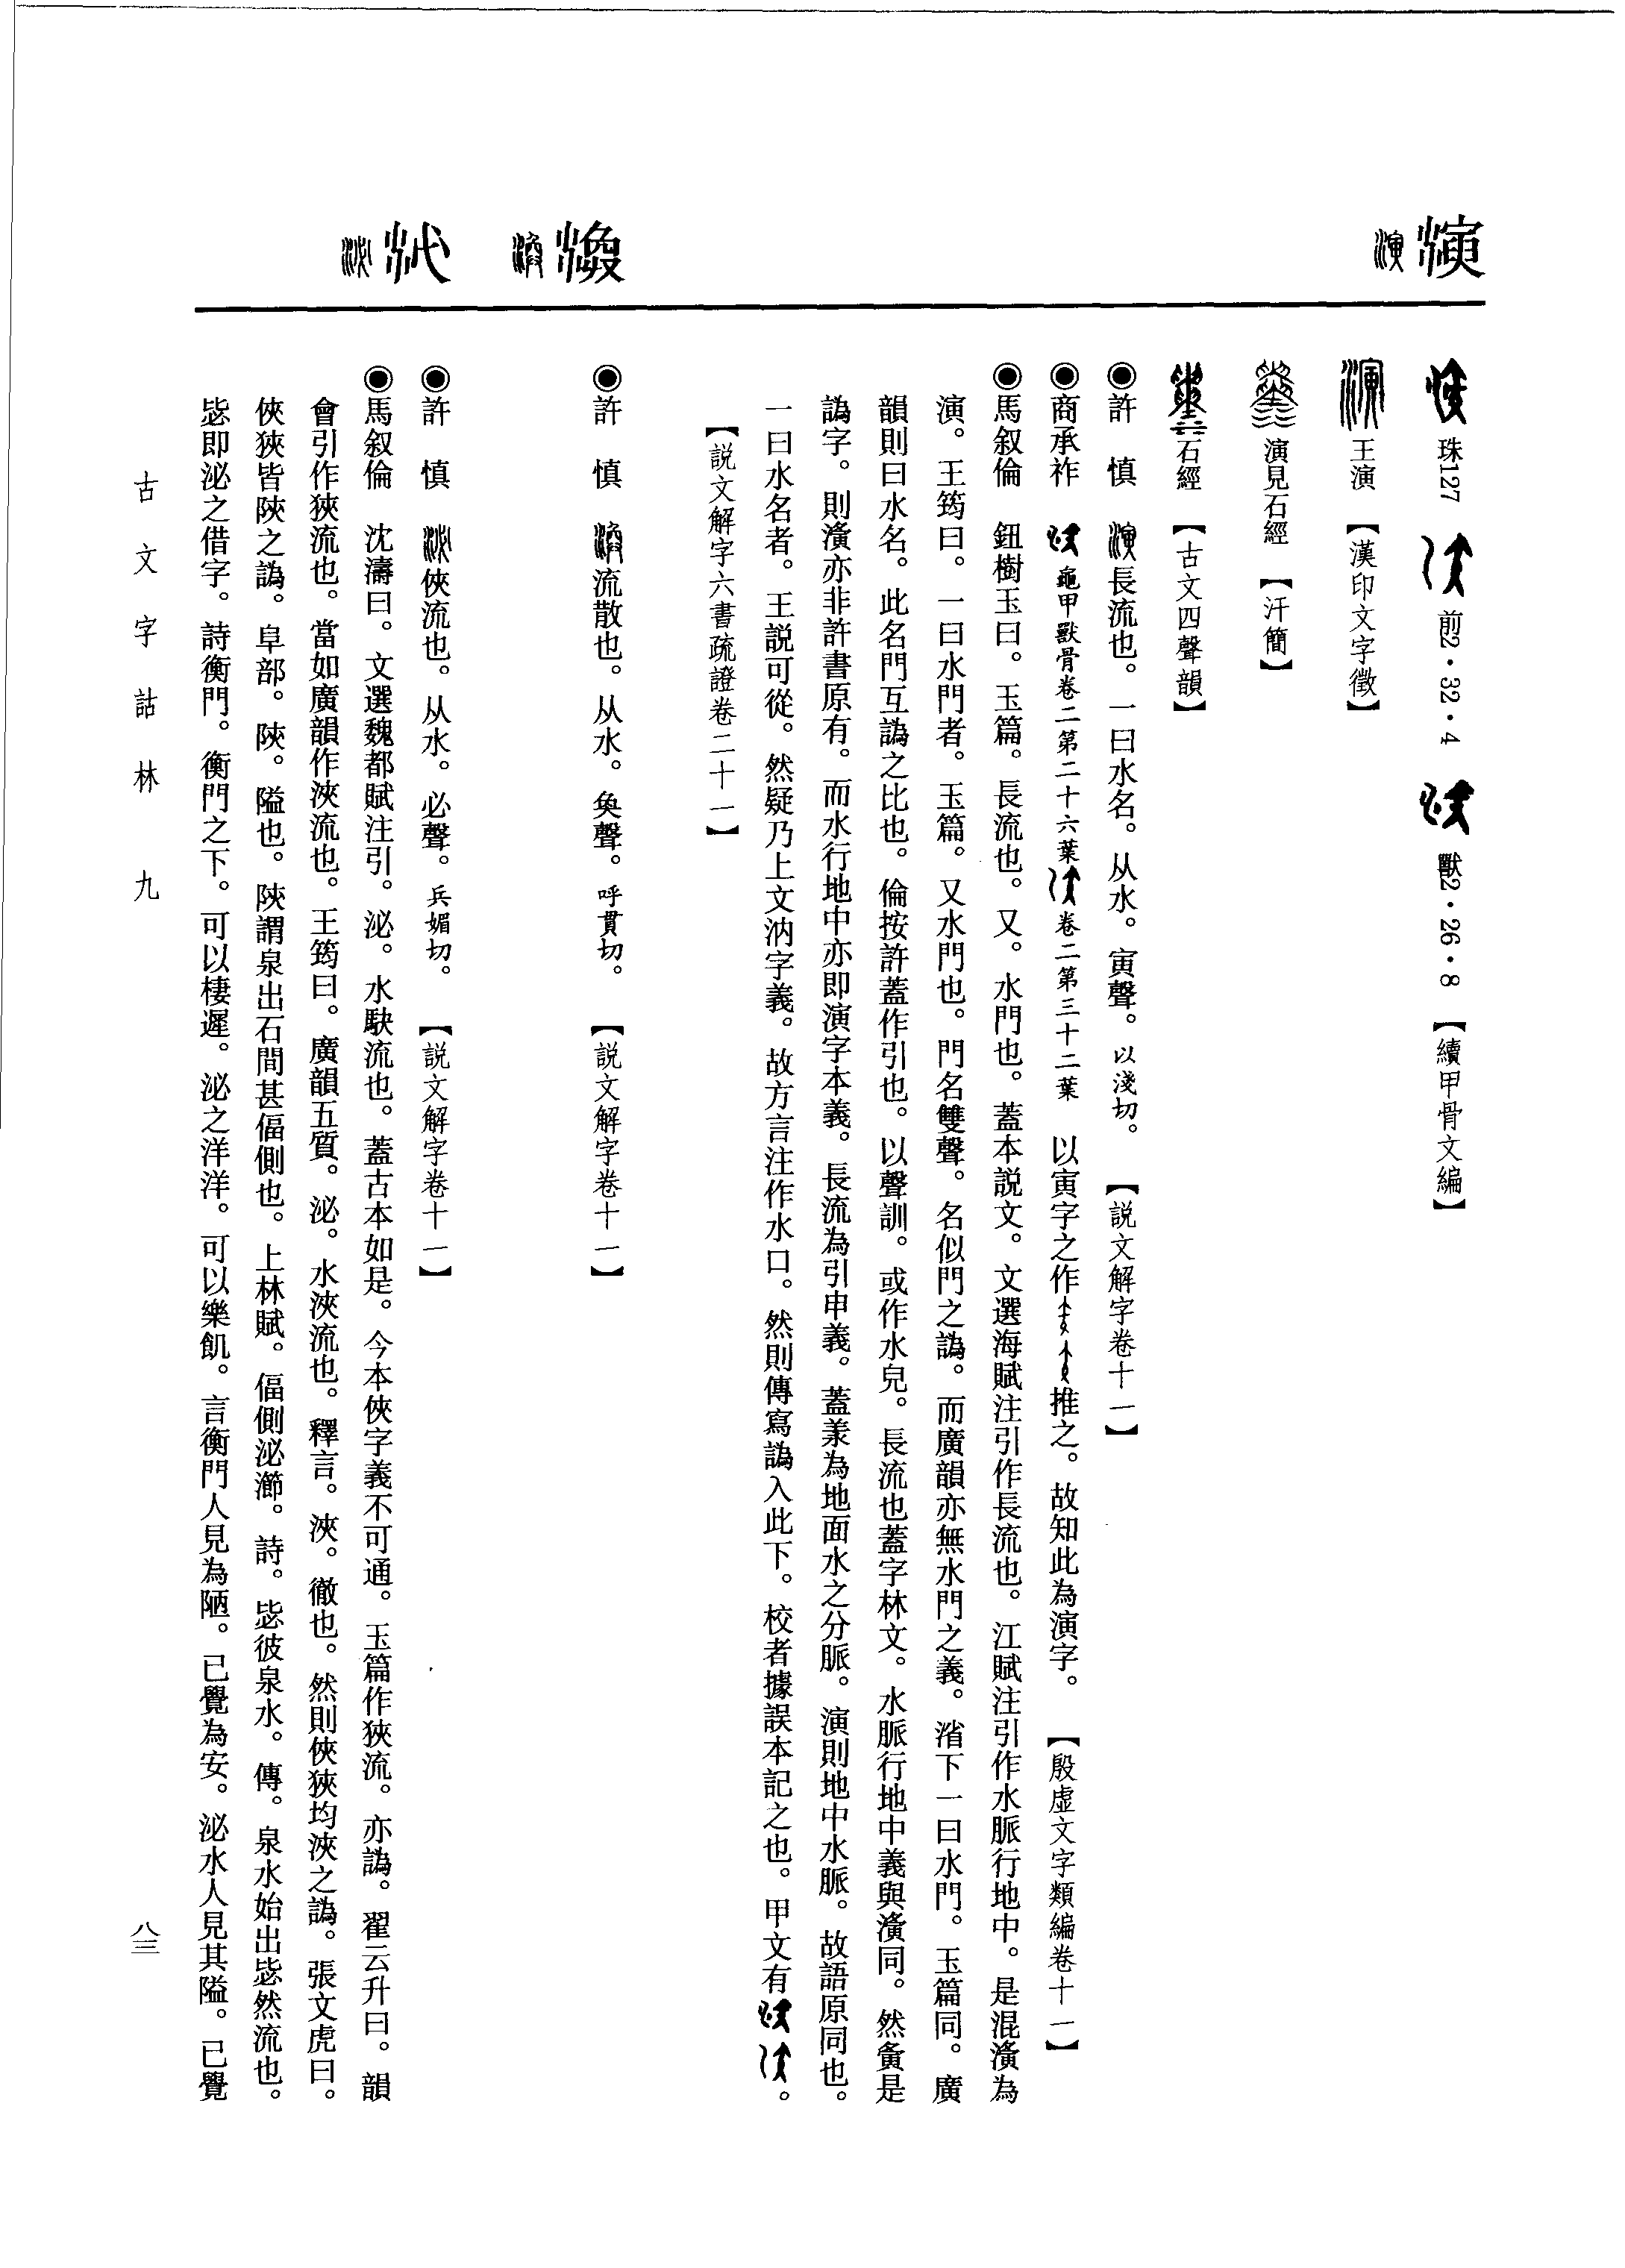 演
渙
泌
珠127 前2·32·4 獸2·26·8 【續甲骨文編】
王演 【漢印文字徵】
演見石經 【汗簡】
石經 【古文四聲韻】
◉許 慎 演長流也。一曰水名。从水。寅聲。以淺切。 【説文解字卷十一】
◉商承祚 龜甲獸骨卷二第二十六葉 卷二第三十二葉 以寅字之作 推之。故知此為演字。 【殷虛文字類編卷十一】
◉馬叙倫 鈕樹玉曰。玉篇。長流也。又。水門也。蓋本説文。文選海賦注引作長流也。江賦注引作水脈行地中。是混濥為
演。王筠曰。一曰水門者。玉篇。又水門也。門名雙聲。名似門之譌。而廣韻亦無水門之義。渻下一曰水門。玉篇同。廣
韻則曰水名。此名門互譌之比也。倫按許蓋作引也。以聲訓。或作水皃。長流也蓋字林文。水脈行地中義與濥同。然夤是
譌字。則濥亦非許書原有。而水行地中亦即演字本義。長流為引申義。蓋羕為地面水之分脈。演則地中水脈。故語原同也。
一曰水名者。王説可從。然疑乃上文汭字義。故方言注作水口。然則傳寫譌入此下。校者據誤本記之也。甲文有 。
【説文解字六書疏證卷二十一】
◉許 慎 渙流散也。从水。奐聲。呼貫切。 【説文解字卷十一】
◉許 慎 泌俠流也。从水。必聲。兵媚切。 【説文解字卷十一】
◉馬叙倫 沈濤曰。文選魏都賦注引。泌。水駃流也。蓋古本如是。今本俠字義不可通。玉篇作狹流。亦譌。翟云升曰。韻
會引作狹流也。當如廣韻作浹流也。王筠曰。廣韻五質。泌。水浹流也。釋言。浹。徹也。然則俠狹均浹之譌。張文虎曰。
俠狹皆陜之譌。阜部。陜。隘也。陜謂泉出石間甚偪側也。上林賦。偪側泌瀄。詩。毖彼泉水。傳。泉水始出毖然流也。
毖即泌之借字。詩衡門。衡門之下。可以棲遲。泌之洋洋。可以樂飢。言衡門人見為陋。已覺為安。泌水人見其隘。已覺
古文字詁林 九
八三